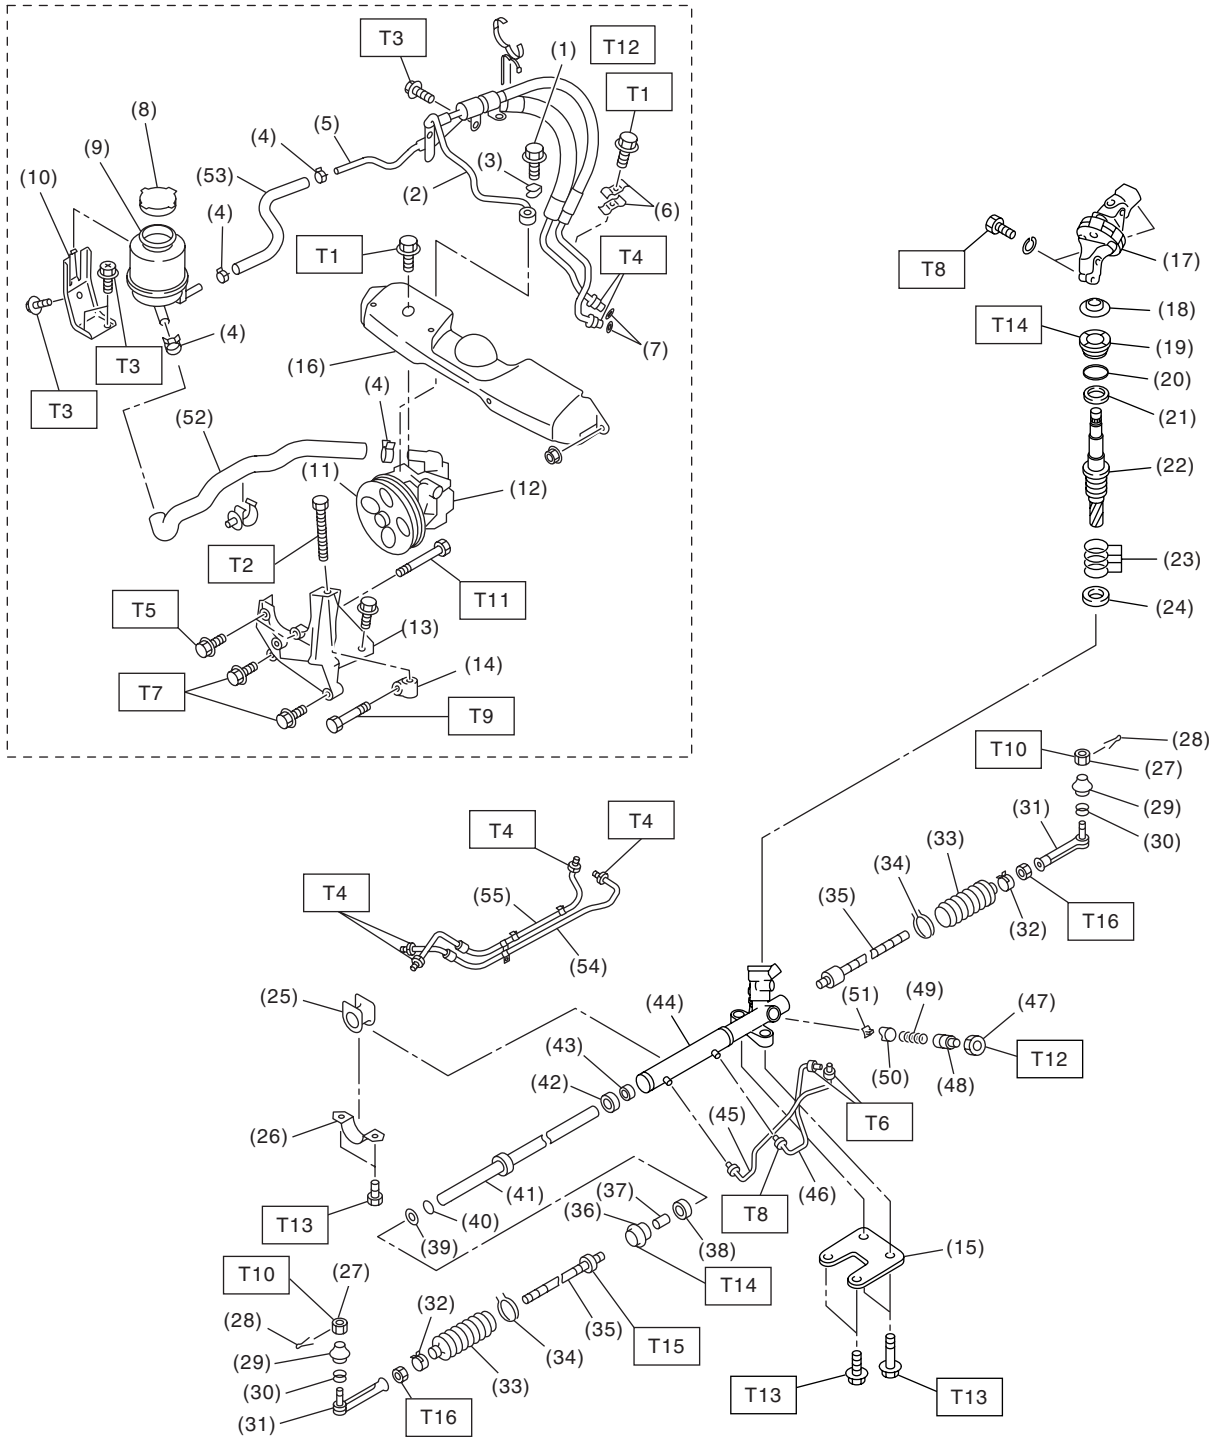 T3
(1)
T12
T1
(8)
(9)
(10)
(53)
(4)
(5)
(3)
(2)
(6)
(4)
T1
T4
T3
(4)
(7)
(16)
T3
(4)
(52)
(11)
(12)
T2
T11
T5
(13)
(14)
T7
T9
T8
(17)
(18)
T14
(19)
(20)
(21)
(22)
(23)
(24)
(28)
T10
(27)
(29)
(31)
(30)
(33)
(34)
(35)
(32)
T16
T4
T4
T4
(55)
(54)
(25)
(44)
(51)
(49)
(47)
(43)
(42)
(50)
(48)
T12
(26)
(45)
T6
(46)
(41)
T8
T13
(40)
(39)
(37)
(36)
(38)
(15)
T14
T10
(27)
(28)
(32)
(29)
(35)
(34)
T15
(30)
(33)
(31)
T16
T13
T13